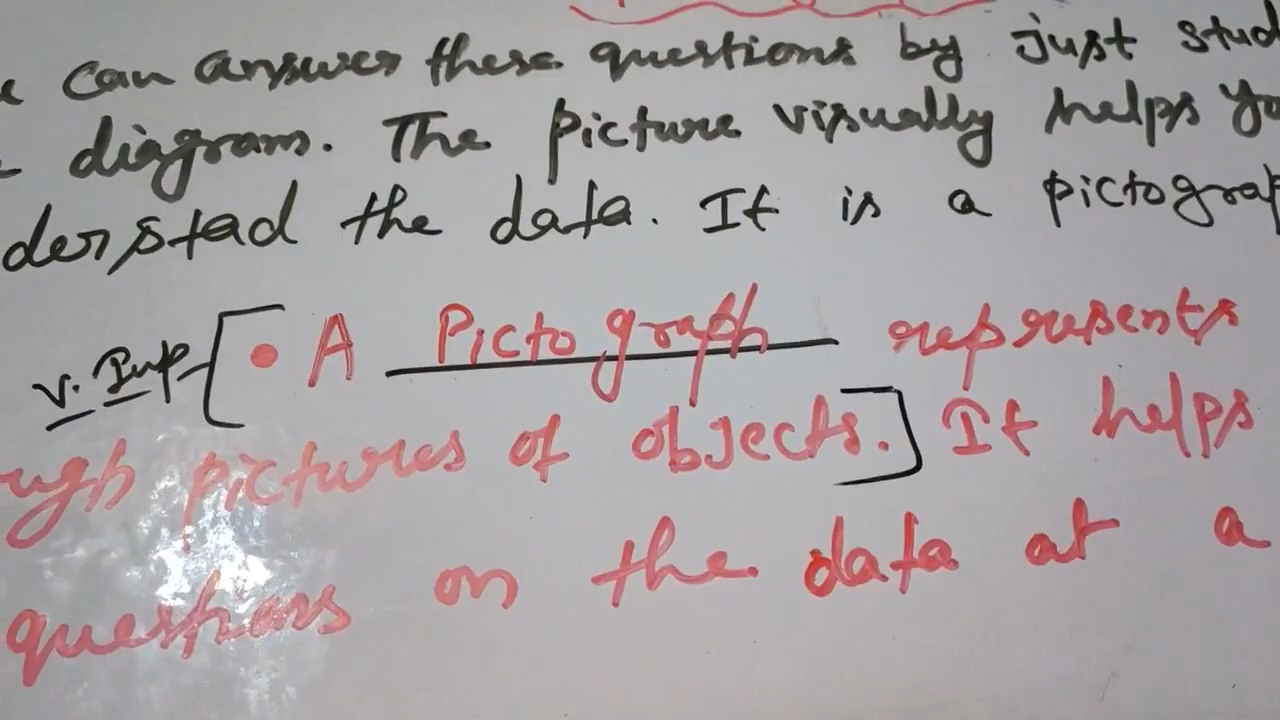 can answer these questions by just stud
diagram. The picture visually helps yo
derstad the data. It is a pictograp
V. Imp • A Pictograph represents
ugh pictures of objects. It helps
questions on the data at a